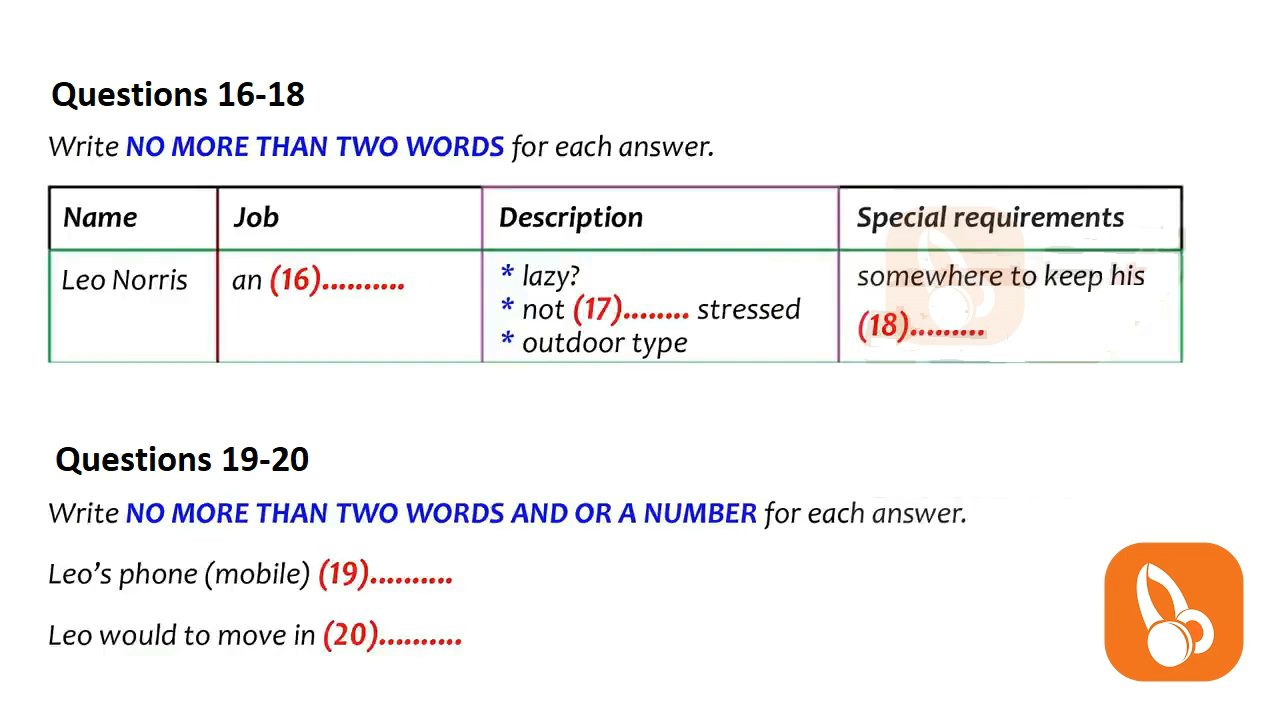 Questions 16-18
Write NO MORE THAN TWO WORDS for each answer.
Name Job Description Special requirements
Leo Norris an (16).......... * lazy? somewhere to keep his
* not (17)........ stressed (18).........
* outdoor type
Questions 19-20
Write NO MORE THAN TWO WORDS AND OR A NUMBER for each answer.
Leo's phone (mobile) (19)..........
Leo would to move in (20)..........